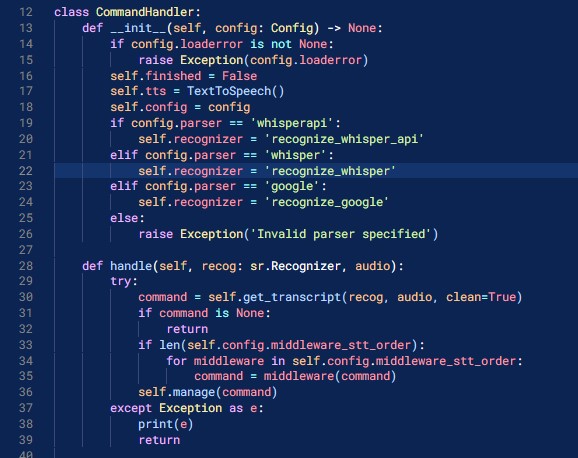 12 class CommandHandler:
13     def __init__(self, config: Config) -> None:
14         if config.loaderror is not None:
15             raise Exception(config.loaderror)
16         self.finished = False
17         self.tts = TextToSpeech()
18         self.config = config
19         if config.parser == 'whisperapi':
20             self.recognizer = 'recognize_whisper_api'
21         elif config.parser == 'whisper':
22             self.recognizer = 'recognize_whisper'
23         elif config.parser == 'google':
24             self.recognizer = 'recognize_google'
25         else:
26             raise Exception('Invalid parser specified')
27
28     def handle(self, recog: sr.Recognizer, audio):
29         try:
30             command = self.get_transcript(recog, audio, clean=True)
31             if command is None:
32                 return
33             if len(self.config.middleware_stt_order):
34                 for middleware in self.config.middleware_stt_order:
35                     command = middleware(command)
36             self.manage(command)
37         except Exception as e:
38             print(e)
39             return
40